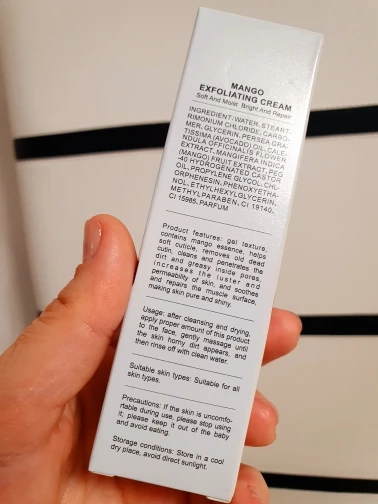 MANGO
EXFOLIATING CREAM
Soft And Moist Bright And Repair
INGREDIENT: WATER, STEART-
RIMONIUM CHLORIDE, CARBO-
MER, GLYCERIN, PERSEA GRA-
TISSIMA (AVOCADO) OIL, CALE-
NDULA OFFICINALIS FLOWER
EXTRACT, MANGIFERA INDICA
(MANGO) FRUIT EXTRACT, PEG
-40 HYDROGENATED CASTOR
OIL, PROPYLENE GLYCOL, CHL-
ORPHENESIN, PHENOXYETHA-
NOL, ETHYLHEXYLGLYCERIN,
METHYLPARABEN, CI 19140,
CI 15985, PARFUM
Product features: gel texture,
contains mango essence, helps
soft cuticle, removes old dead
cutin, cleans and penetrates the
dirt and greasy inside pores,
increases the luster and
permeability of skin, and soothes
and repairs the muscle surface,
making skin pure and shiny.
Usage: after cleansing and drying,
apply proper amount of this product
to the face, gently massage until
the skin horny dirt appears, and
then rinse off with clean water.
Suitable skin types: Suitable for all
skin types.
Precautions: If the skin is uncomfo-
rtable during use, please stop using
it; please keep it out of the baby
and avoid eating.
Storage conditions: Store in a cool
dry place, avoid direct sunlight.